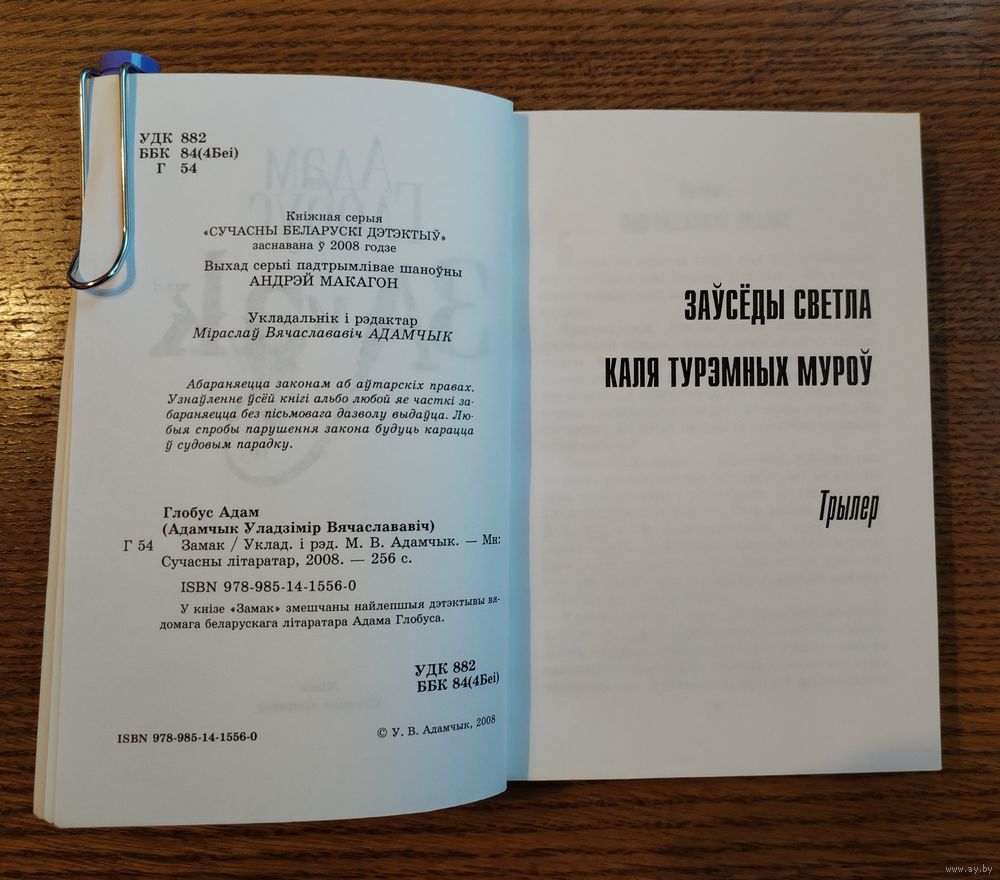 УДК 882
ББК 84(4Беі)
Г 54
Кніжная серыя
«СУЧАСНЫ БЕЛАРУСКІ ДЭТЭКТЫЎ»
заснавана ў 2008 годзе
Выхад серыі падтрымлівае шаноўны
АНДРЭЙ МАКАГОН
Укладальнік і рэдактар
Міраслаў Вячаслававіч АДАМЧЫК
Абараняецца законам аб аўтарскіх правах.
Узнаўленне ўсёй кнігі альбо любой яе часткі за-
бараняецца без пісьмовага дазволу выдаўца. Лю-
быя спробы парушення закона будуць карацца
ў судовым парадку.
Глобус Адам
(Адамчык Уладзімір Вячаслававіч)
Г 54 Замак / Уклад. і рэд. М. В. Адамчык. — Мн:
Сучасны літаратар, 2008. — 256 с.
ISBN 978-985-14-1556-0
У кнізе «Замак» змешчаны найлепшыя дэтэктывы вя-
домага беларускага літаратара Адама Глобуса.
УДК 882
ББК 84(4Беі)
ISBN 978-985-14-1556-0
© У. В. Адамчык, 2008
ЗАЎСЁДЫ СВЕТЛА
КАЛЯ ТУРЭМНЫХ МУРОЎ
Трылер
www.ay.by